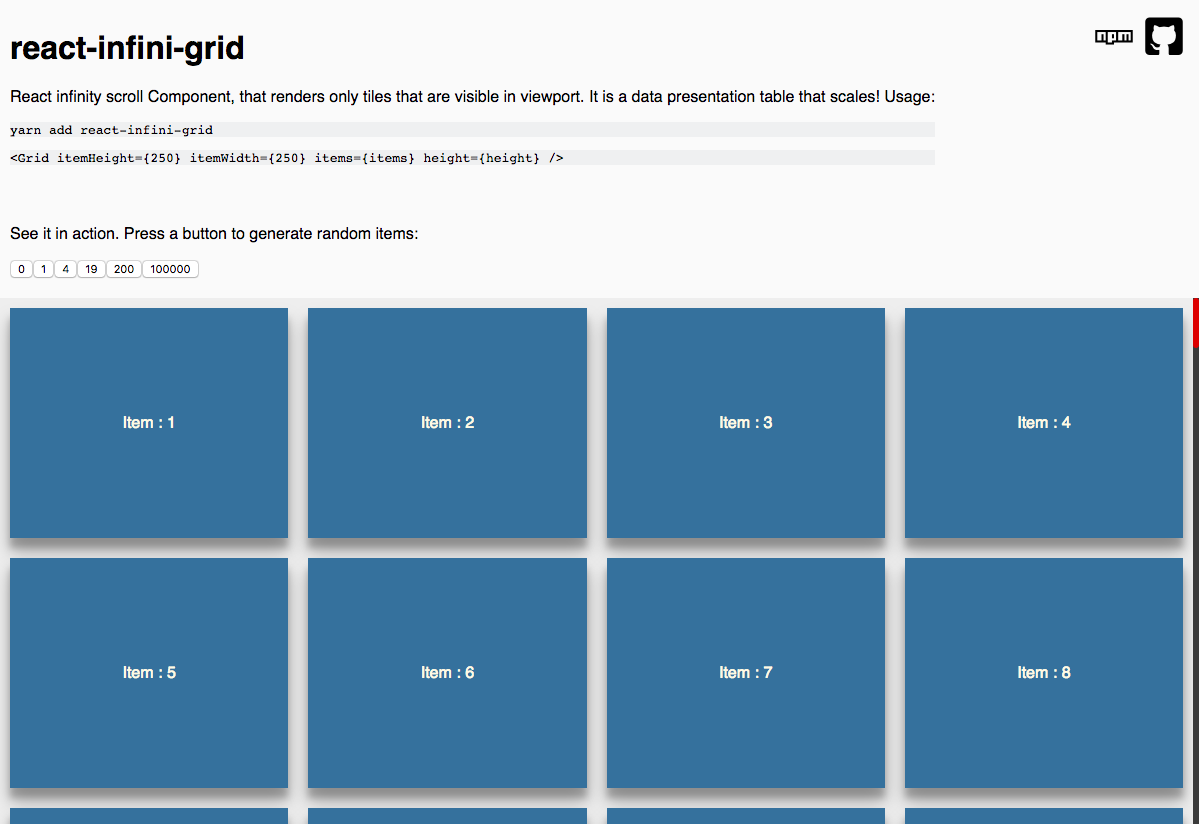 react-infini-grid
npm
React infinity scroll Component, that renders only tiles that are visible in viewport. It is a data presentation table that scales! Usage:
yarn add react-infini-grid
<Grid itemHeight={250} itemWidth={250} items={items} height={height} />
See it in action. Press a button to generate random items:
0 1 4 19 200 100000
Item : 1 Item : 2 Item : 3 Item : 4
Item : 5 Item : 6 Item : 7 Item : 8